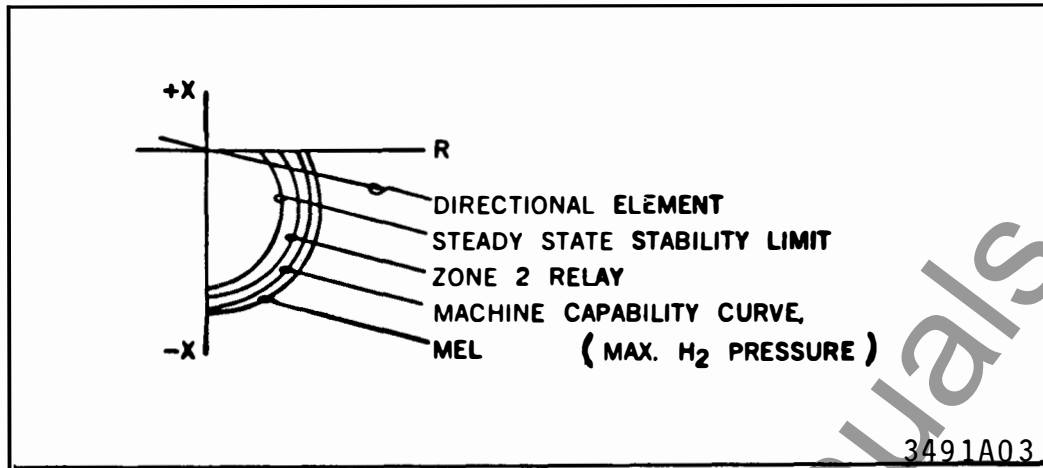 +X
R
DIRECTIONAL ELEMENT
STEADY STATE STABILITY LIMIT
ZONE 2 RELAY
MACHINE CAPABILITY CURVE,
MEL ( MAX. H2 PRESSURE )
-X
3491A03